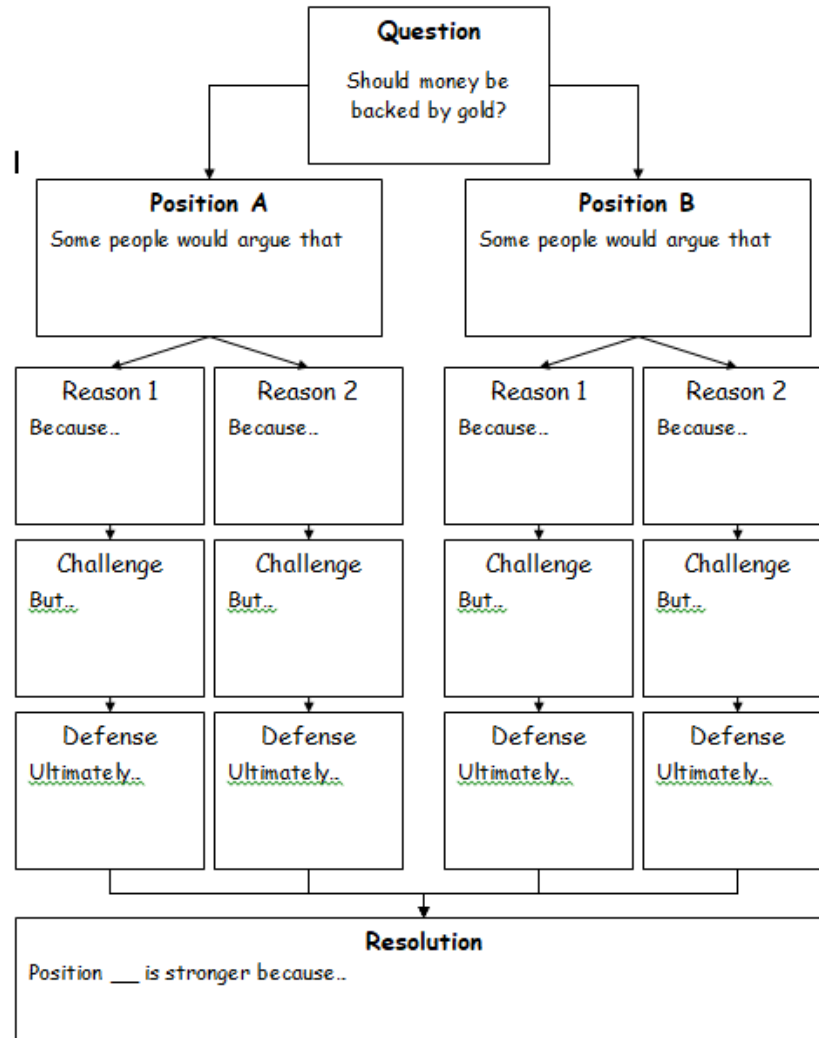 Question
Should money be
backed by gold?
Position A
Some people would argue that
Position B
Some people would argue that
Reason 1
Because..
Reason 2
Because..
Reason 1
Because..
Reason 2
Because..
Challenge
But..
Challenge
But..
Challenge
But..
Challenge
But..
Defense
Ultimately..
Defense
Ultimately..
Defense
Ultimately..
Defense
Ultimately..
Resolution
Position __ is stronger because..